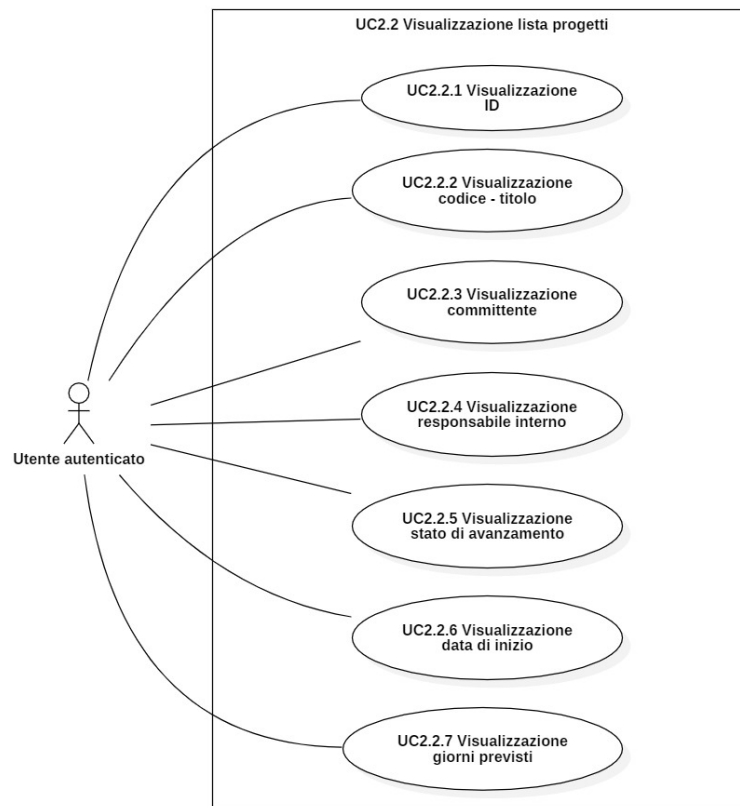 UC2.2 Visualizzazione lista progetti
UC2.2.1 Visualizzazione
ID
UC2.2.2 Visualizzazione
codice - titolo
UC2.2.3 Visualizzazione
committente
UC2.2.4 Visualizzazione
responsabile interno
Utente autenticato
UC2.2.5 Visualizzazione
stato di avanzamento
UC2.2.6 Visualizzazione
data di inizio
UC2.2.7 Visualizzazione
giorni previsti